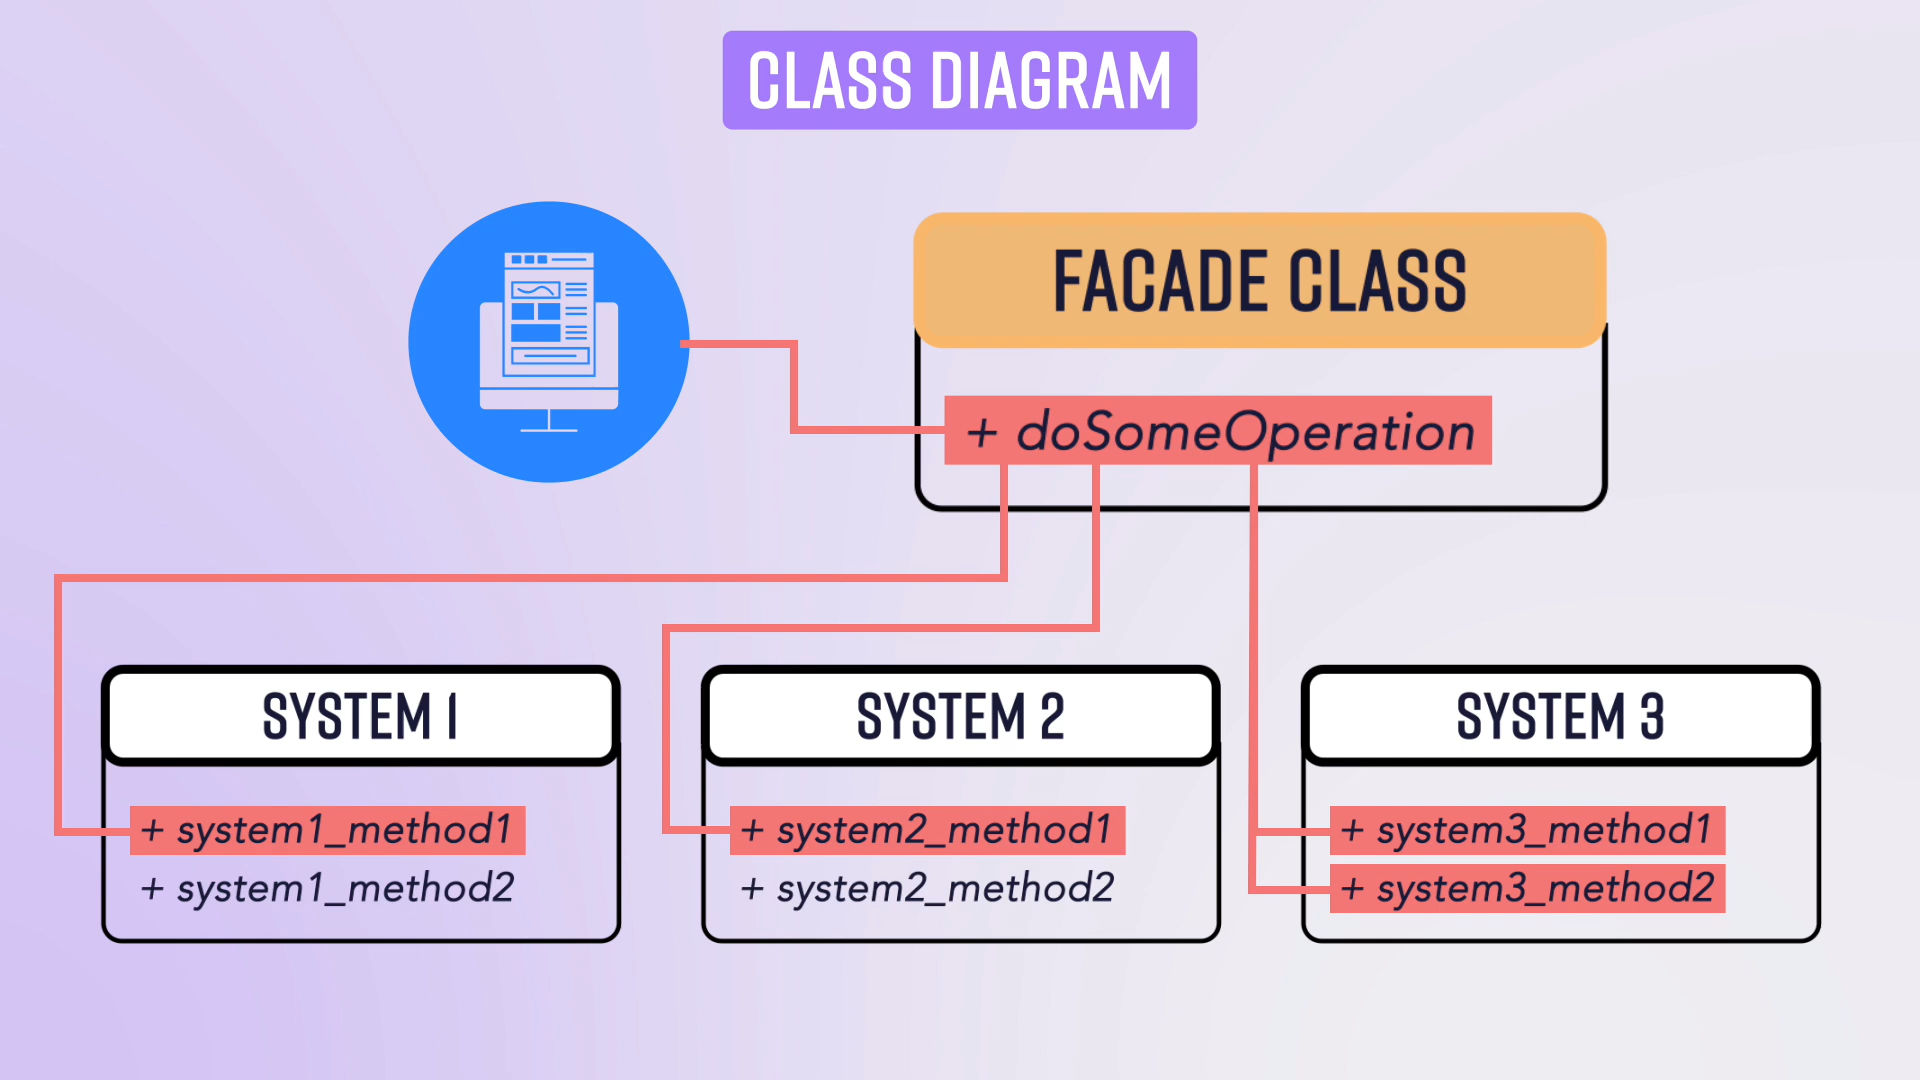 CLASS DIAGRAM
FACADE CLASS
+ doSomeOperation
SYSTEM 1
+ system1_method1
+ system1_method2
SYSTEM 2
+ system2_method1
+ system2_method2
SYSTEM 3
+ system3_method1
+ system3_method2